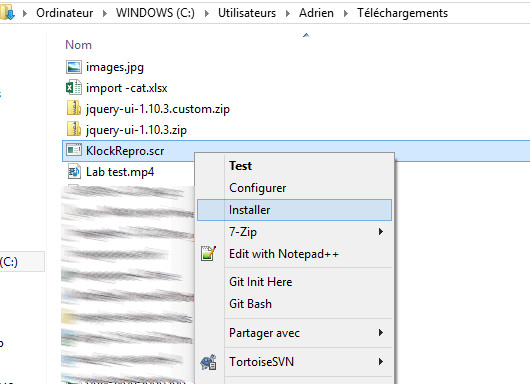 Ordinateur ▸ WINDOWS (C:) ▸ Utilisateurs ▸ Adrien ▸ Téléchargements
Nom
images.jpg
import -cat.xlsx
jquery-ui-1.10.3.custom.zip
jquery-ui-1.10.3.zip
KlockRepro.scr
Lab test.mp4
Test
Configurer
Installer
7-Zip
Edit with Notepad++
Git Init Here
Git Bash
(C:)
Partager avec
TortoiseSVN